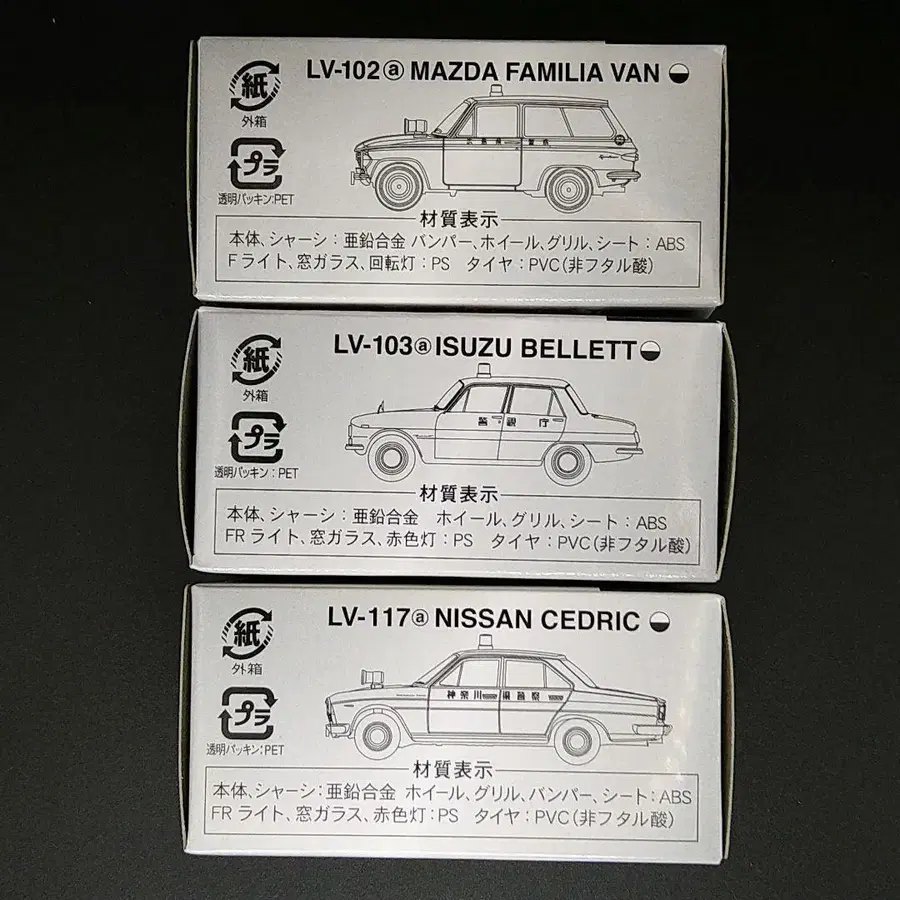 LV-102ⓐ MAZDA FAMILIA VAN
紙
外箱
プラ
透明パッキン:PET
広島県 警察
材質表示
本体、シャーシ：亜鉛合金 バンパー、ホイール、グリル、シート：ABS
Fライト、窓ガラス、回転灯：PS タイヤ：PVC(非フタル酸)
LV-103ⓐ ISUZU BELLETT
紙
外箱
プラ
透明パッキン：PET
警視庁
材質表示
本体、シャーシ：亜鉛合金 ホイール、グリル、シート：ABS
FRライト、窓ガラス、赤色灯：PS タイヤ：PVC(非フタル酸)
LV-117ⓐ NISSAN CEDRIC
紙
外箱
プラ
透明パッキン:PET
神奈川 県警察
材質表示
本体、シャーシ：亜鉛合金 ホイール、グリル、バンパー、シート：ABS
FRライト、窓ガラス、赤色灯：PS タイヤ：PVC(非フタル酸)